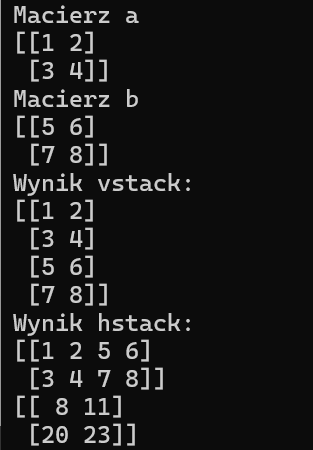 Macierz a
[[1 2]
 [3 4]]
Macierz b
[[5 6]
 [7 8]]
Wynik vstack:
[[1 2]
 [3 4]
 [5 6]
 [7 8]]
Wynik hstack:
[[1 2 5 6]
 [3 4 7 8]]
[[ 8 11]
 [20 23]]